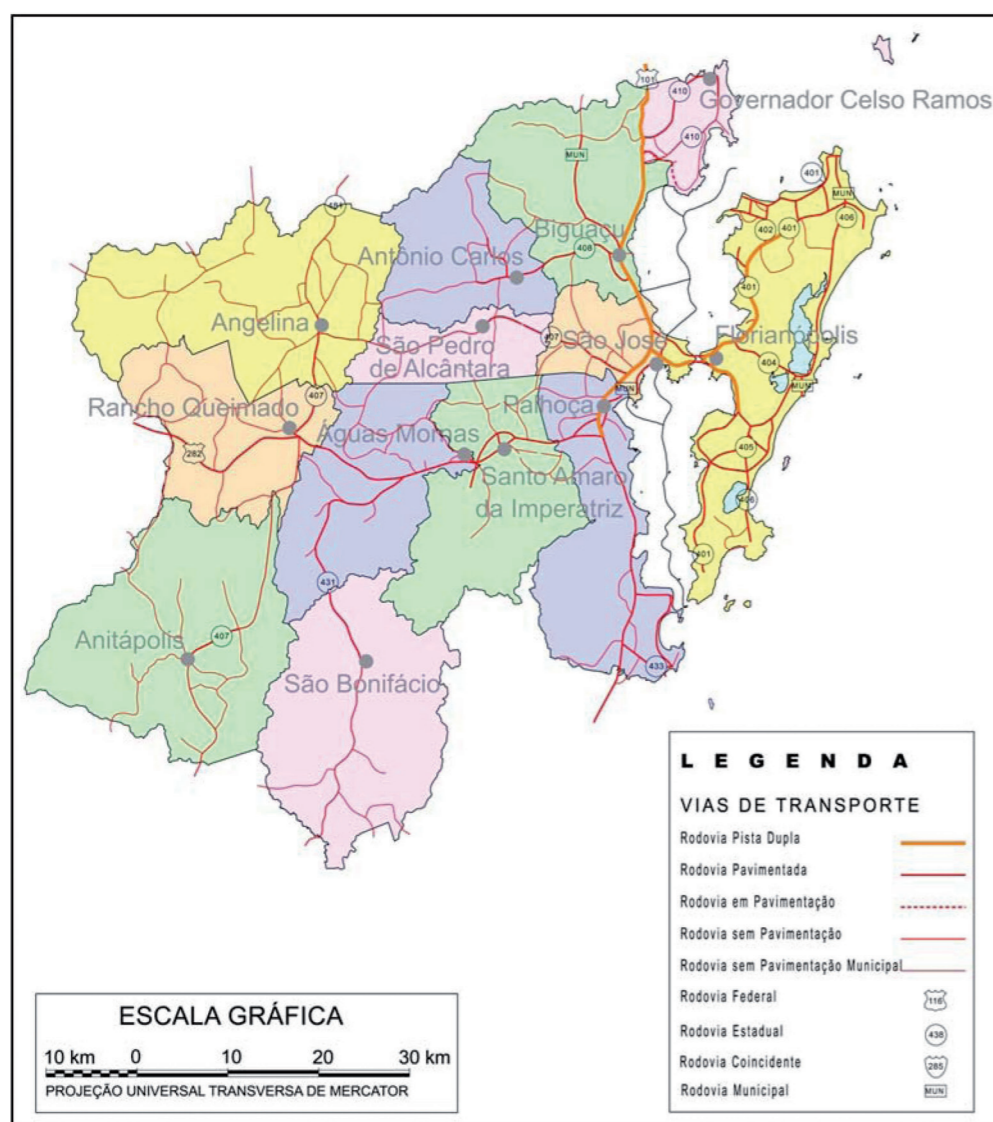 101
410
Governador Celso Ramos
410
MUN
401
MUN
406
402
401
Biguaçu
408
Antônio Carlos
401
Angelina
São Pedro
de Alcântara
407
São José
Florianópolis
404
MUN
MUN
407
Rancho Queimado
Palhoça
Águas Mornas
282
405
Santo Amaro
da Imperatriz
406
401
431
407
Anitápolis
São Bonifácio
433
LEGENDA
VIAS DE TRANSPORTE
Rodovia Pista Dupla
Rodovia Pavimentada
Rodovia em Pavimentação
Rodovia sem Pavimentação
Rodovia sem Pavimentação Municipal
Rodovia Federal 116
Rodovia Estadual 438
Rodovia Coincidente 285
Rodovia Municipal MUN
ESCALA GRÁFICA
10 km 0 10 20 30 km
PROJEÇÃO UNIVERSAL TRANSVERSA DE MERCATOR